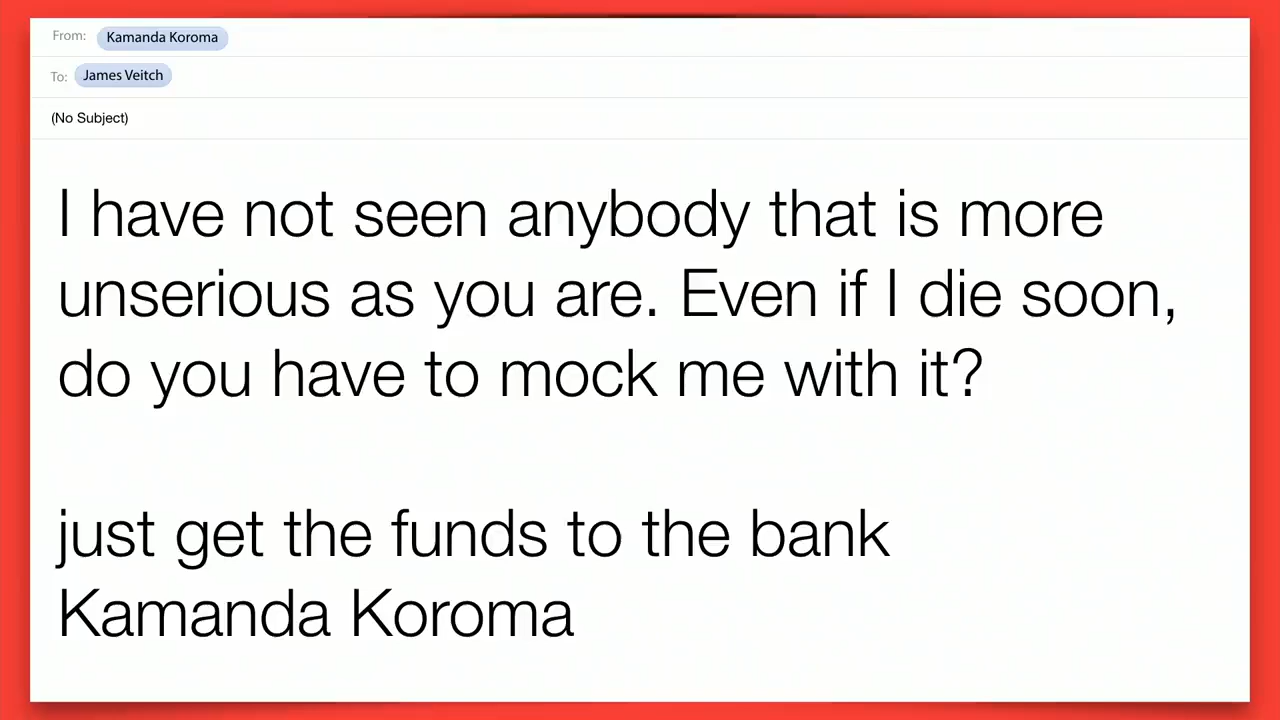 From: Kamanda Koroma
To: James Veitch
(No Subject)
I have not seen anybody that is more
unserious as you are. Even if I die soon,
do you have to mock me with it?
just get the funds to the bank
Kamanda Koroma